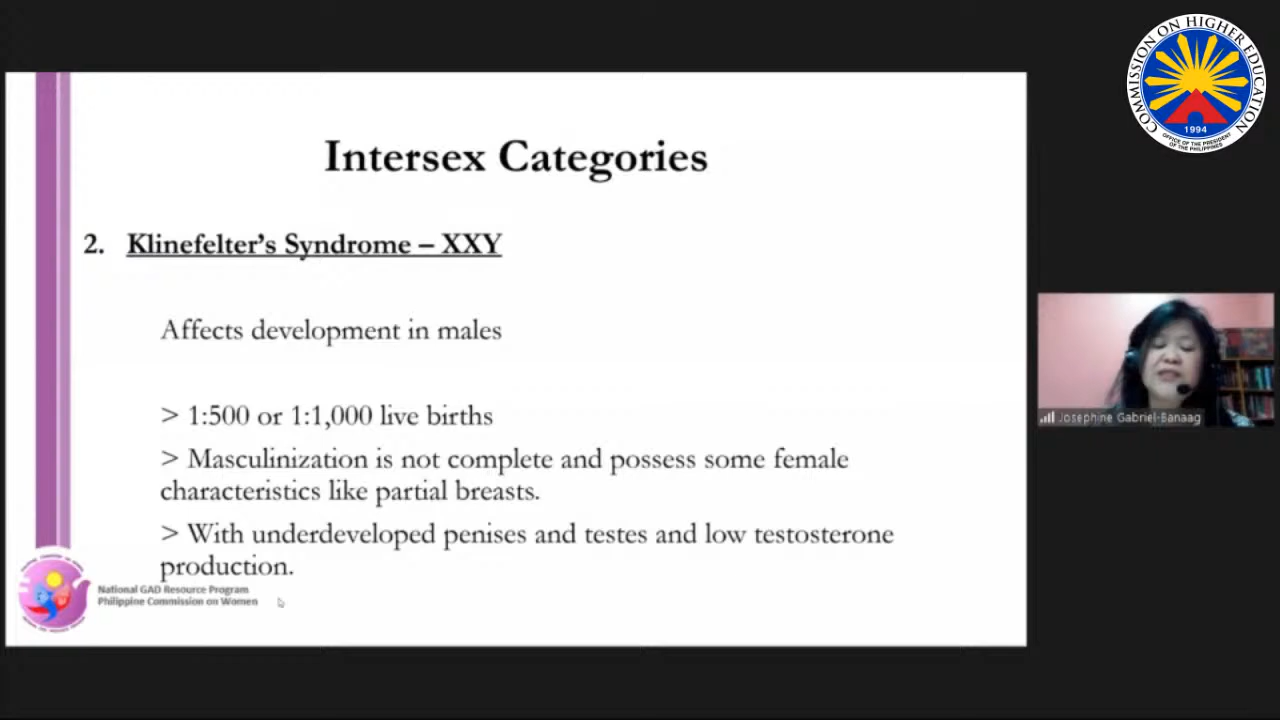 COMMISSION ON HIGHER EDUCATION
1994
OFFICE OF THE PRESIDENT
OF THE PHILIPPINES
Intersex Categories
2. Klinefelter's Syndrome – XXY
Affects development in males
> 1:500 or 1:1,000 live births
> Masculinization is not complete and possess some female
characteristics like partial breasts.
> With underdeveloped penises and testes and low testosterone
production.
National GAD Resource Program
Philippine Commission on Women
Josephine Gabriel-Banaag